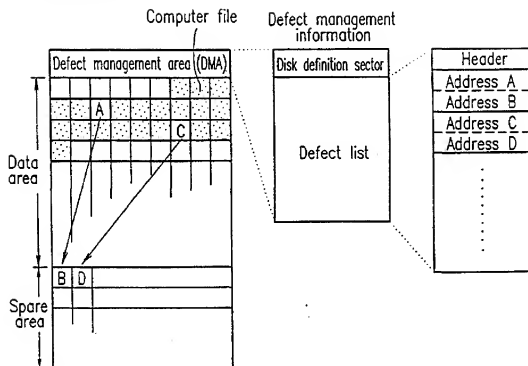 Computer file
Defect management information
Defect management area (DMA)
Disk definition sector
Defect list
Header
Address A
Address B
Address C
Address D
A
C
Data area
B D
Spare area